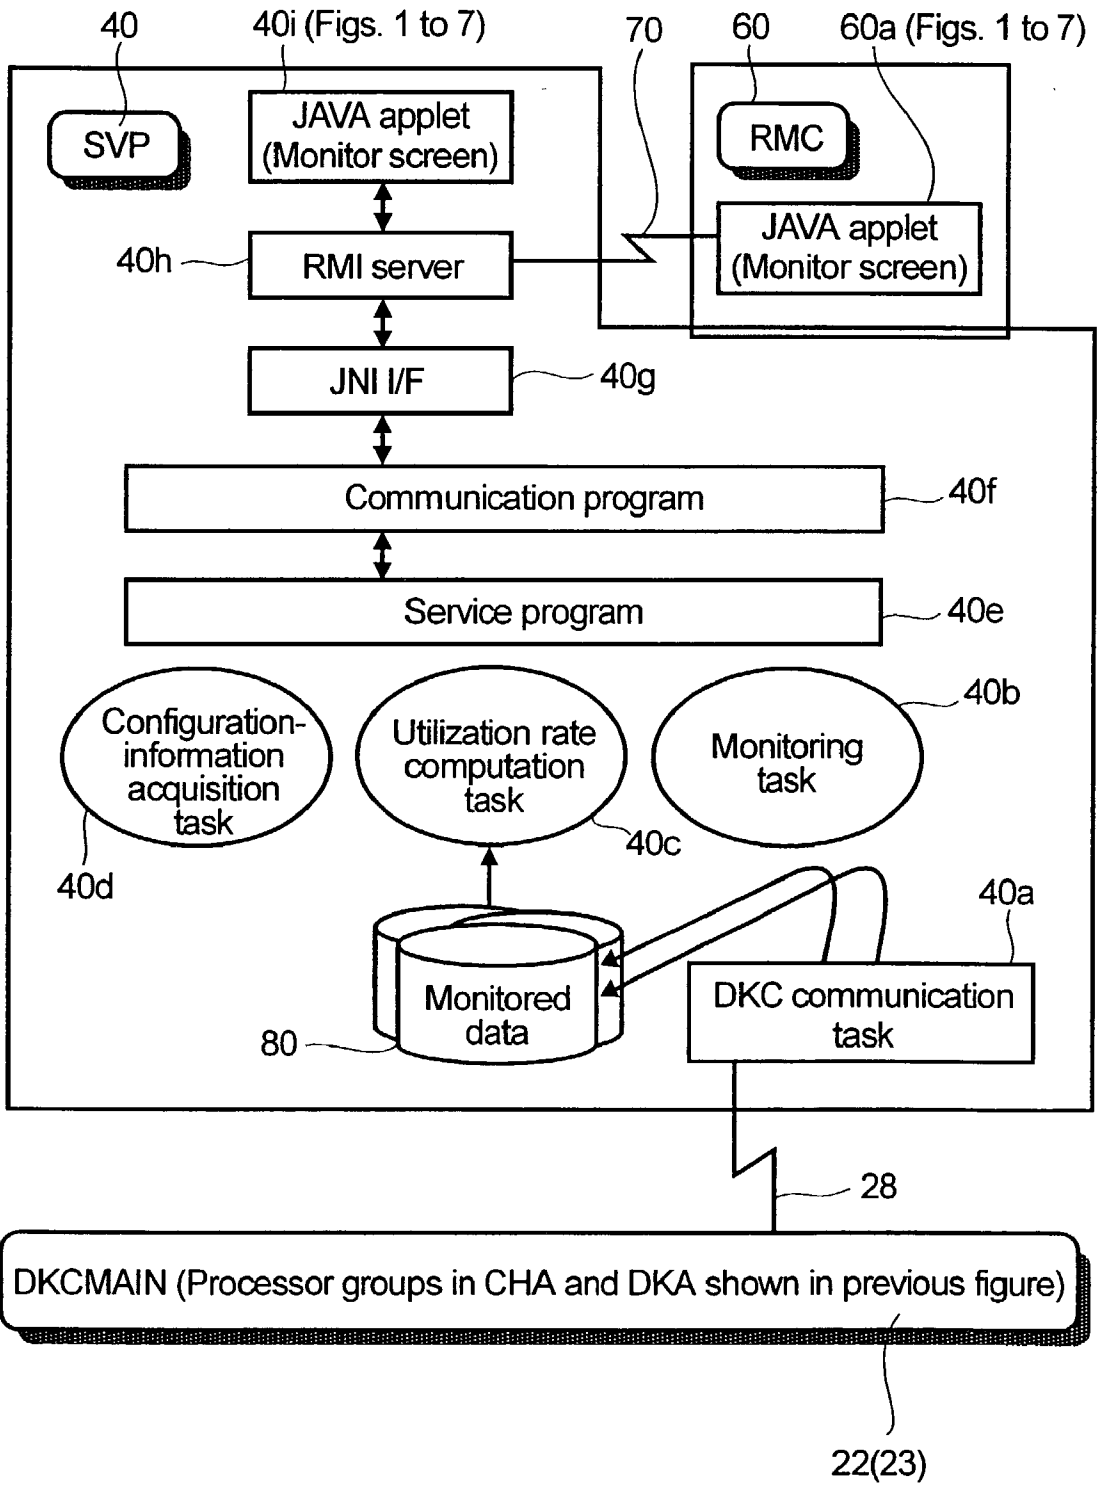 40
40i (Figs. 1 to 7)
70
60
60a (Figs. 1 to 7)
SVP
JAVA applet
(Monitor screen)
RMC
JAVA applet
(Monitor screen)
40h
RMI server
JNI I/F
40g
Communication program
40f
Service program
40e
40b
Configuration-
information
acquisition
task
Utilization rate
computation
task
Monitoring
task
40c
40d
40a
Monitored
data
DKC communication
task
80
28
DKCMAIN (Processor groups in CHA and DKA shown in previous figure)
22(23)